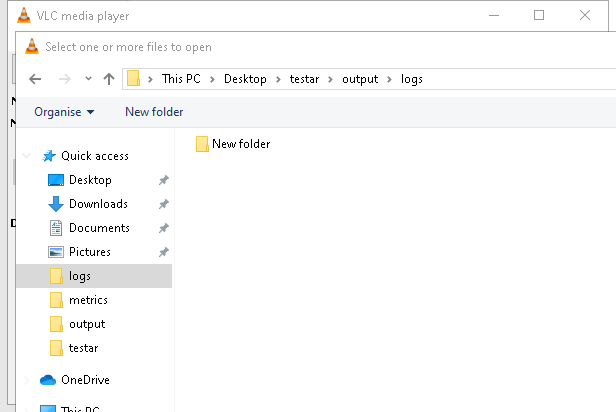 VLC media player
Select one or more files to open
This PC > Desktop > testar > output > logs
Organise
New folder
New folder
Quick access
Desktop
Downloads
Documents
Pictures
logs
metrics
output
testar
OneDrive
This PC